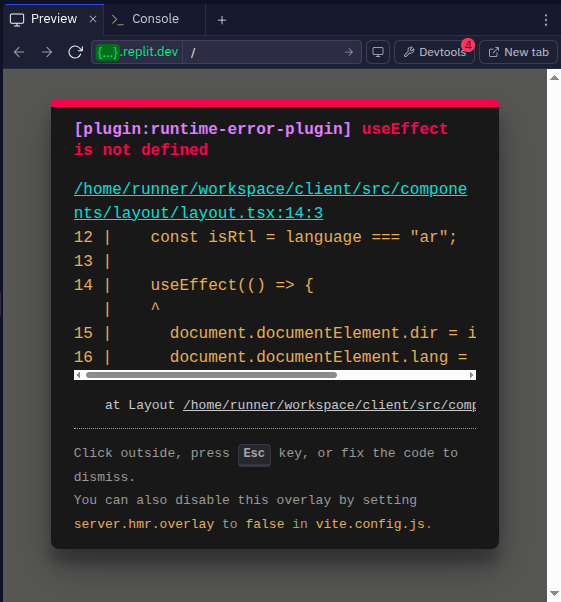 Preview × Console +
{...}.replit.dev / Devtools 4 New tab
[plugin:runtime-error-plugin] useEffect
is not defined
/home/runner/workspace/client/src/compone
nts/layout/layout.tsx:14:3
12 | const isRtl = language === "ar";
13 |
14 | useEffect(() => {
| ^
15 | document.documentElement.dir = i
16 | document.documentElement.lang =
at Layout /home/runner/workspace/client/src/comp
Click outside, press Esc key, or fix the code to
dismiss.
You can also disable this overlay by setting
server.hmr.overlay to false in vite.config.js.